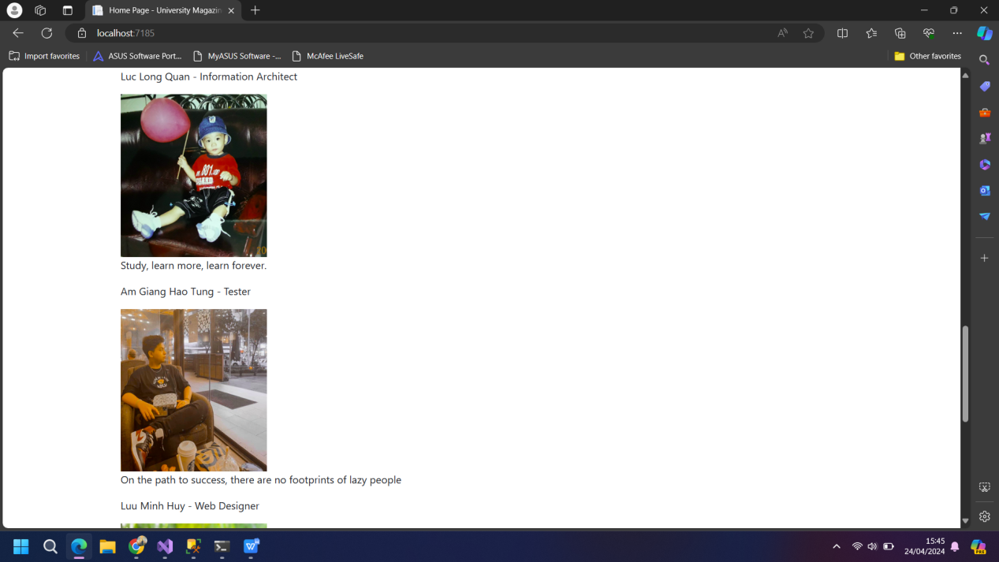 Home Page - University Magazin
localhost:7185
Import favorites
ASUS Software Port...
MyASUS Software -...
McAfee LiveSafe
Other favorites
Luc Long Quan - Information Architect
001
Study, learn more, learn forever.
Am Giang Hao Tung - Tester
On the path to success, there are no footprints of lazy people
Luu Minh Huy - Web Designer
15:45
24/04/2024
PRE